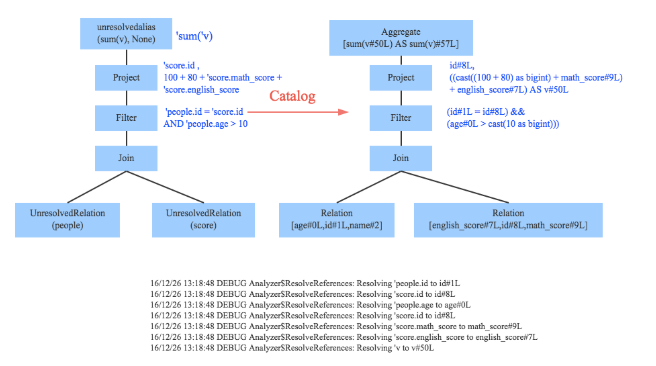 unresolvedalias
(sum(v), None)
'sum('v)
Project
'score.id ,
100 + 80 + 'score.math_score +
'score.english_score
Filter
'people.id = 'score.id
AND 'people.age > 10
Join
UnresolvedRelation
(people)
UnresolvedRelation
(score)
Catalog
Aggregate
[sum(v#50L) AS sum(v)#57L]
Project
id#8L,
((cast((100 + 80) as bigint) + math_score#9L)
+ english_score#7L) AS v#50L
Filter
(id#1L = id#8L) &&
(age#0L > cast(10 as bigint)))
Join
Relation
[age#0L,id#1L,name#2]
Relation
[english_score#7L,id#8L,math_score#9L]
16/12/26 13:18:48 DEBUG Analyzer$ResolveReferences: Resolving 'people.id to id#1L
16/12/26 13:18:48 DEBUG Analyzer$ResolveReferences: Resolving 'score.id to id#8L
16/12/26 13:18:48 DEBUG Analyzer$ResolveReferences: Resolving 'people.age to age#0L
16/12/26 13:18:48 DEBUG Analyzer$ResolveReferences: Resolving 'score.id to id#8L
16/12/26 13:18:48 DEBUG Analyzer$ResolveReferences: Resolving 'score.math_score to math_score#9L
16/12/26 13:18:48 DEBUG Analyzer$ResolveReferences: Resolving 'score.english_score to english_score#7L
16/12/26 13:18:48 DEBUG Analyzer$ResolveReferences: Resolving 'v to v#50L